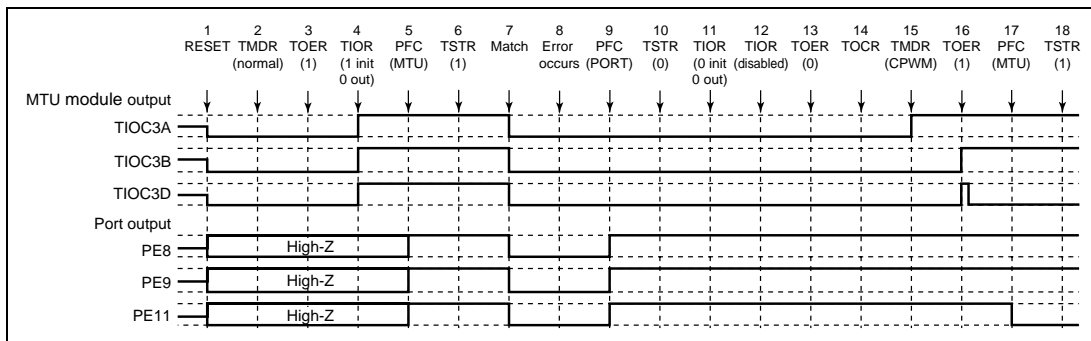 1 2 3 4 5 6 7 8 9 10 11 12 13 14 15 16 17 18
RESET TMDR TOER TIOR PFC TSTR Match Error PFC TSTR TIOR TIOR TOER TOCR TMDR TOER PFC TSTR
(normal) (1) (1 init (MTU) (1) occurs (PORT) (0) (0 init (disabled) (0) (CPWM) (1) (MTU) (1)
0 out) 0 out)
MTU module output
TIOC3A
TIOC3B
TIOC3D
Port output
PE8 High-Z
PE9 High-Z
PE11 High-Z